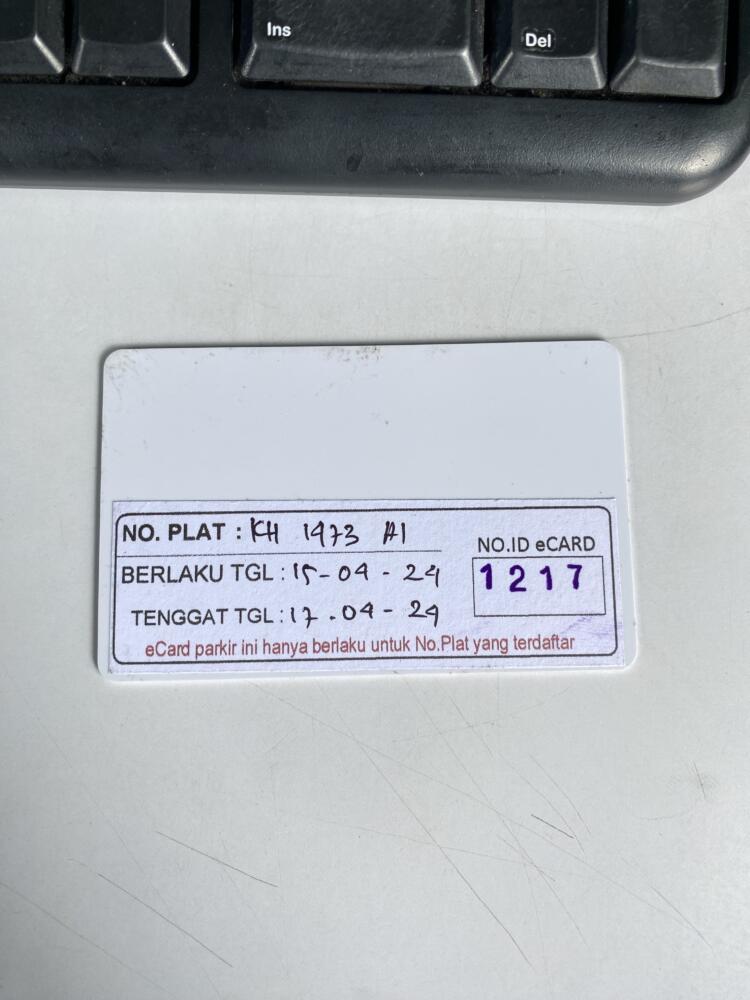 Ins
Del
NO. PLAT : KH 1973 AI
NO.ID eCARD
BERLAKU TGL : 15-04-24
1217
TENGGAT TGL : 17.04-24
eCard parkir ini hanya berlaku untuk No.Plat yang terdaftar